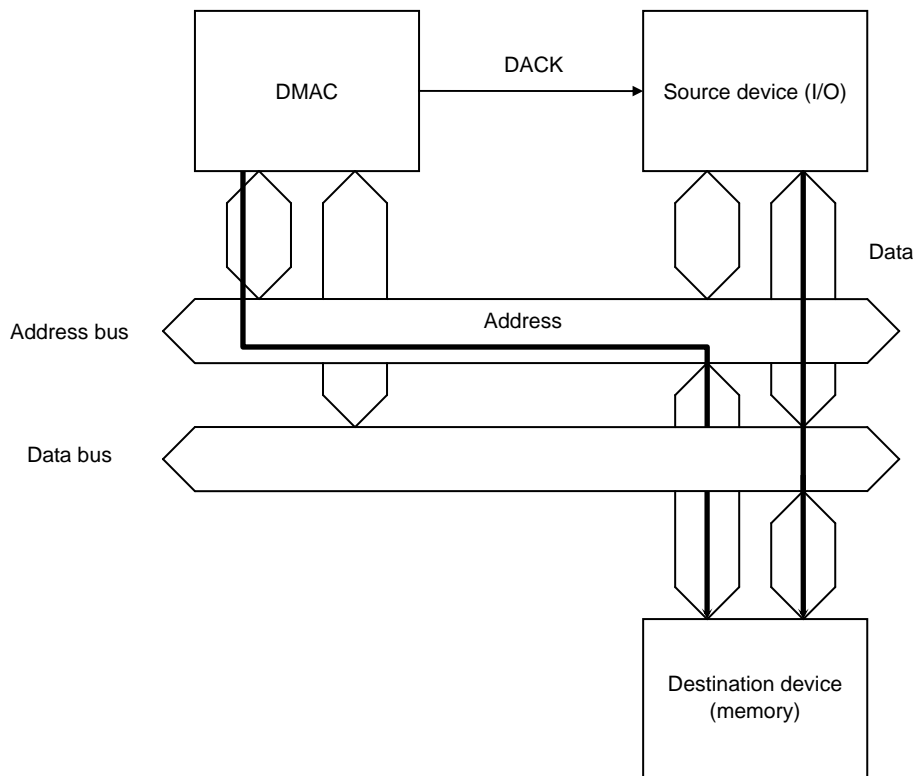 DMAC
DACK
Source device (I/O)
Data
Address bus
Address
Data bus
Destination device
(memory)